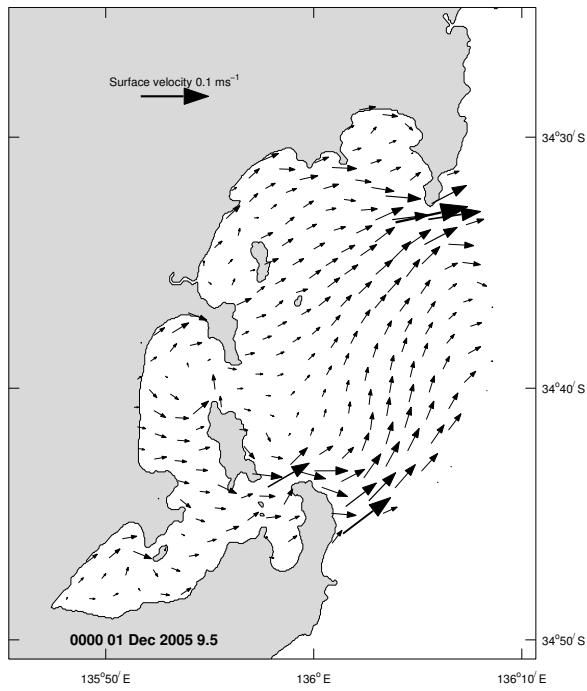 Surface velocity 0.1 ms⁻¹
34°30′ S
34°40′ S
0000 01 Dec 2005 9.5
34°50′ S
135°50′ E
136°E
136°10′ E